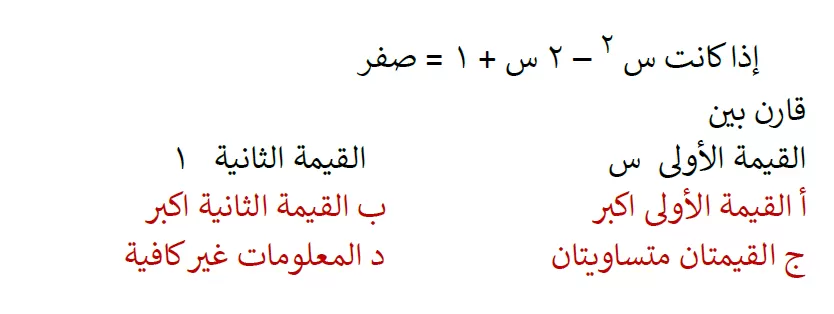 إذا كانت س ٢ – ٢ س + ١ = صفر
قارن بين
القيمة الأولى س القيمة الثانية ١
أ القيمة الأولى اكبر ب القيمة الثانية اكبر
ج القيمتان متساويتان د المعلومات غير كافية